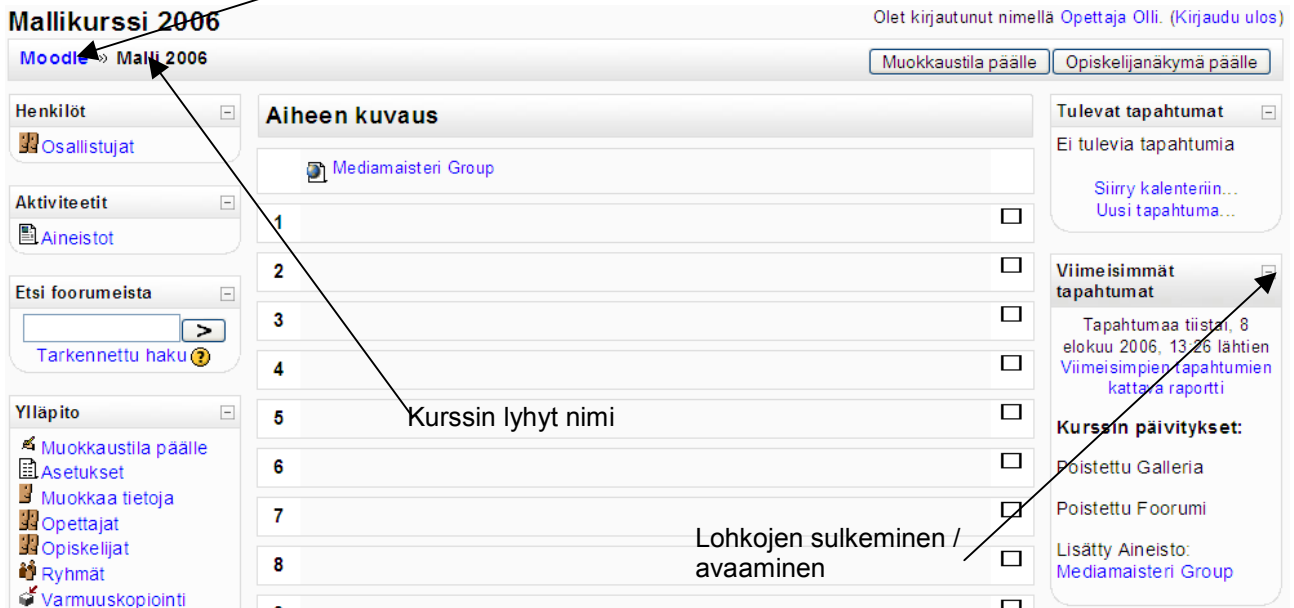 Mallikurssi 2006
Olet kirjautunut nimellä Opettaja Olli. (Kirjaudu ulos)
Moodle » Malli 2006
Muokkaustila päälle
Opiskelijanäkymä päälle
Henkilöt
Osallistujat
Aktiviteetit
Aineistot
Etsi foorumeista
>
Tarkennettu haku ?
Ylläpito
Muokkaustila päälle
Asetukset
Muokkaa tietoja
Opettajat
Opiskelijat
Ryhmät
Varmuuskopiointi
Aiheen kuvaus
Mediamaisteri Group
1
2
3
4
5
Kurssin lyhyt nimi
6
7
Lohkojen sulkeminen /
avaaminen
8
Tulevat tapahtumat
Ei tulevia tapahtumia
Siirry kalenteriin...
Uusi tapahtuma...
Viimeisimmät
tapahtumat
Tapahtumaa tiistai, 8
elokuu 2006, 13:26 lähtien
Viimeisimpien tapahtumien
kattava raportti
Kurssin päivitykset:
Poistettu Galleria
Poistettu Foorumi
Lisätty Aineisto:
Mediamaisteri Group